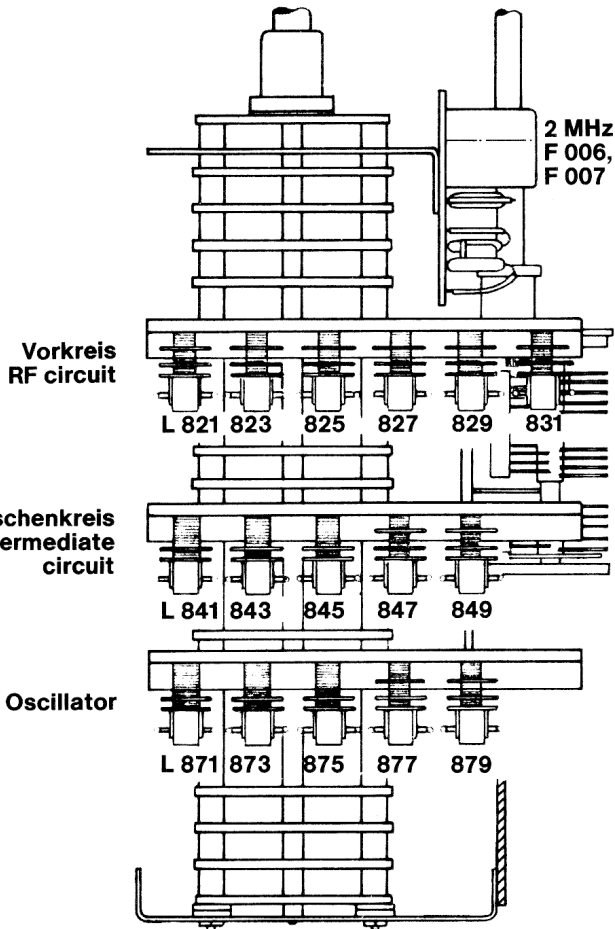 2 MHz
F 006,
F 007
Vorkreis
RF circuit
L 821 823 825 827 829 831
schenkreis
ermediate
circuit
L 841 843 845 847 849
Oscillator
L 871 873 875 877 879